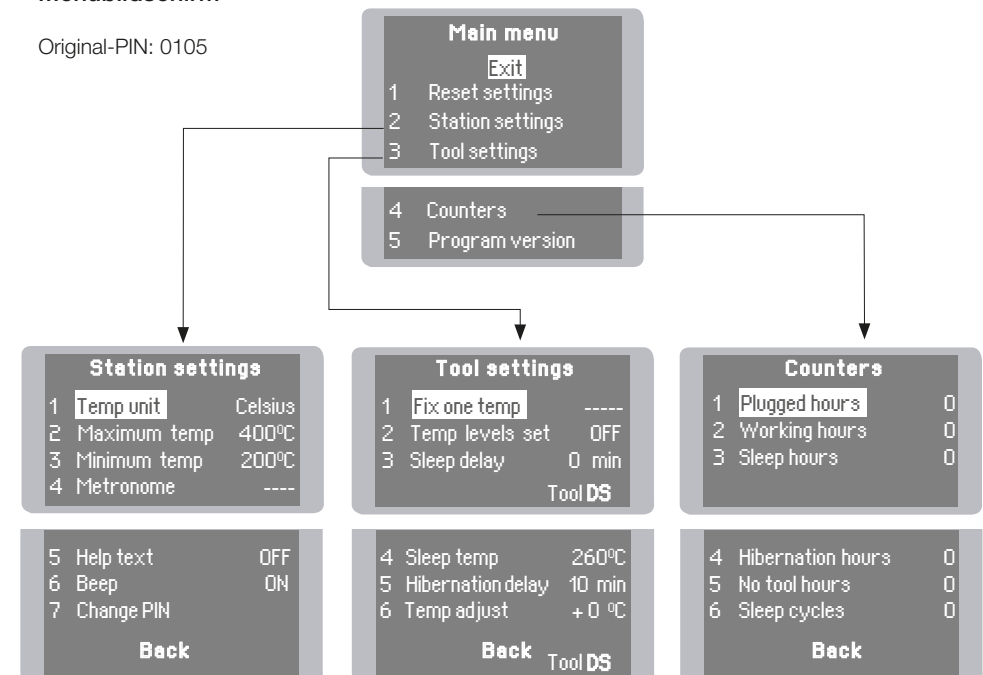 Original-PIN: 0105
Main menu
Exit
1 Reset settings
2 Station settings
3 Tool settings
4 Counters
5 Program version
Station settings
1 Temp unit Celsius
2 Maximum temp 400ºC
3 Minimum temp 200ºC
4 Metronome ----
5 Help text OFF
6 Beep ON
7 Change PIN
Back
Tool settings
1 Fix one temp -----
2 Temp levels set OFF
3 Sleep delay 0 min
Tool DS
4 Sleep temp 260ºC
5 Hibernation delay 10 min
6 Temp adjust +0 ºC
Back
Tool DS
Counters
1 Plugged hours 0
2 Working hours 0
3 Sleep hours 0
4 Hibernation hours 0
5 No tool hours 0
6 Sleep cycles 0
Back